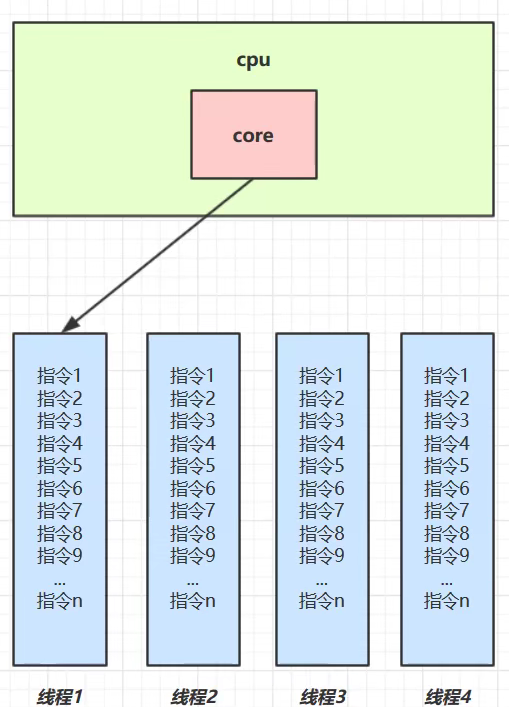 cpu
core
指令1
指令2
指令3
指令4
指令5
指令6
指令7
指令8
指令9
...
指令n
线程1
指令1
指令2
指令3
指令4
指令5
指令6
指令7
指令8
指令9
...
指令n
线程2
指令1
指令2
指令3
指令4
指令5
指令6
指令7
指令8
指令9
...
指令n
线程3
指令1
指令2
指令3
指令4
指令5
指令6
指令7
指令8
指令9
...
指令n
线程4